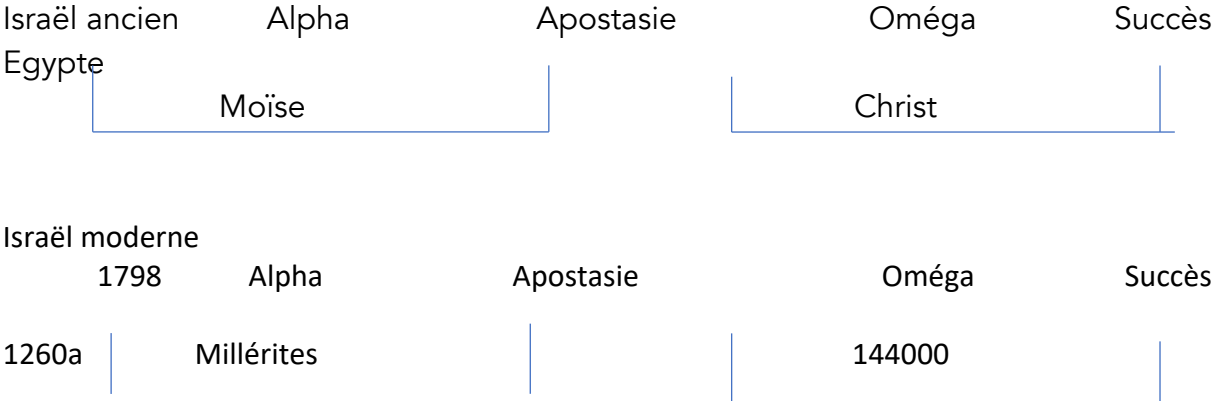 Israël ancien Alpha Apostasie Oméga Succès
Egypte
Moïse Christ
Israël moderne
1798 Alpha Apostasie Oméga Succès
1260a Millérites 144000